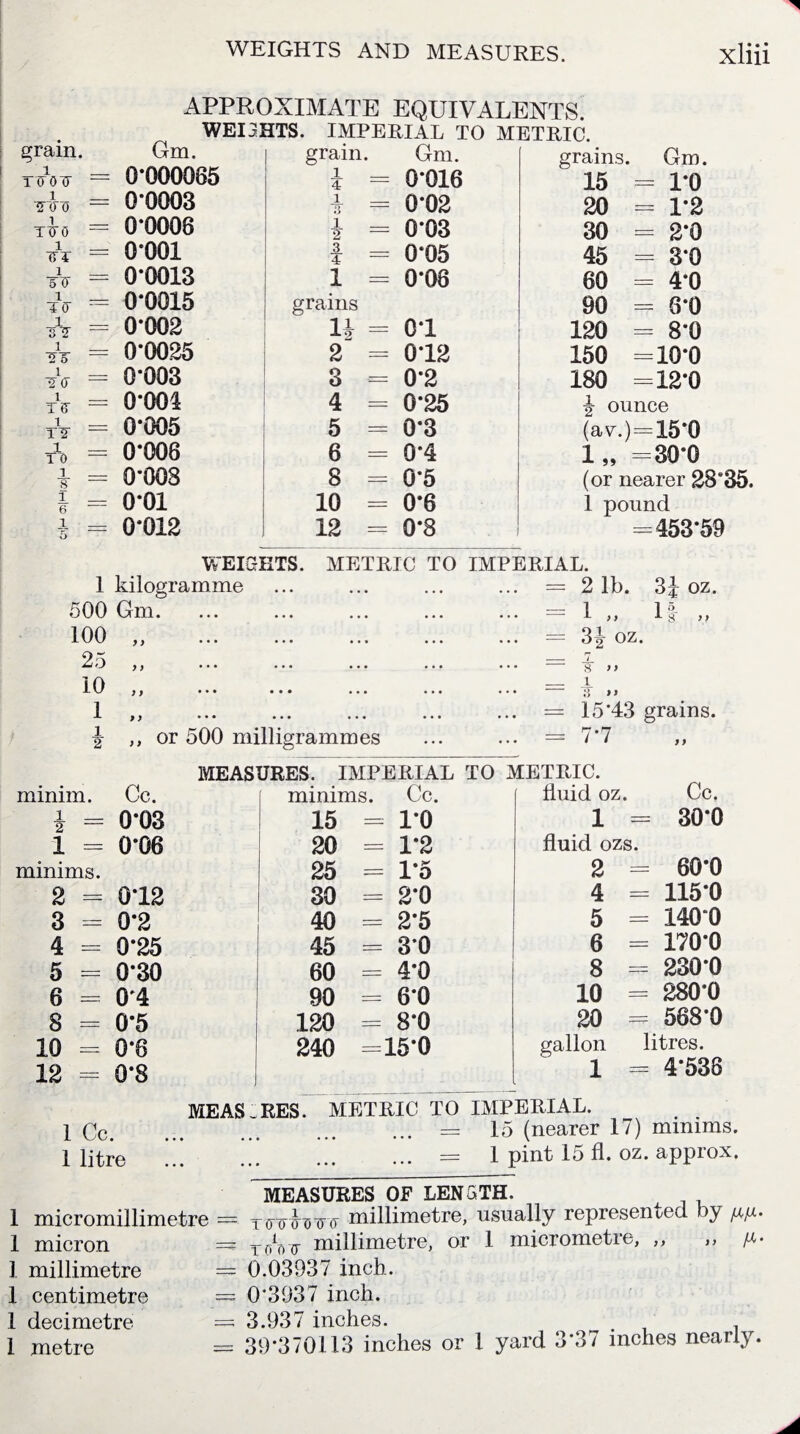 WEIGHTS AND MEASURES. xliii
APPROXIMATE EQUIVALENTS.
WEIGHTS. IMPERIAL TO METRIC.
grain. Gm.
1/1000 = 0·000065
1/200 = 0·0003
1/100 = 0·0006
1/64 = 0·001
1/50 = 0·0013
1/40 = 0·0015
1/32 = 0·002
1/25 = 0·0025
1/20 = 0·003
1/16 = 0·004
1/12 = 0·005
1/10 = 0·006
1/8 = 0·008
1/6 = 0·01
1/5 = 0·012
grain. Gm.
1/4 = 0·016
1/3 = 0·02
1/2 = 0·03
3/4 = 0·05
1 = 0·06
grains
1½ = 0·1
2 = 0·12
3 = 0·2
4 = 0·25
5 = 0·3
6 = 0·4
8 = 0·5
10 = 0·6
12 = 0·8
grains. Gm.
15 = 1·0
20 = 1·2
30 = 2·0
45 = 3·0
60 = 4·0
90 = 6·0
120 = 8·0
150 = 10·0
180 = 12·0
½ ounce
(av.) = 15·0
1 „ = 30·0
(or nearer 28·35.
1 pound
= 453·59
WEIGHTS. METRIC TO IMPERIAL.
1 kilogramme ... ... ... ... = 2 lb. 3¼ oz.
500 Gm. ... ... ... ... ... = 1 „ 1⅝ „
100 „ ... ... ... ... ... = 3½ oz.
25 „ ... ... ... ... ... = ⅞ „
10 „ ... ... ... ... ... = ⅓ „
1 „ ... ... ... ... ... = 15·43 grains.
½ „ or 500 milligrammes ... ... = 7·7 „
MEASURES. IMPERIAL TO METRIC.
minim. Cc.
½ = 0·03
1 = 0·06
minims.
2 = 0·12
3 = 0·2
4 = 0·25
5 = 0·30
6 = 0·4
8 = 0·5
10 = 0·6
12 = 0·8
minims. Cc.
15 = 1·0
20 = 1·2
25 = 1·5
30 = 2·0
40 = 2·5
45 = 3·0
60 = 4·0
90 = 6·0
120 = 8·0
240 = 15·0
fluid oz. Cc.
1 = 30·0
fluid ozs.
2 = 60·0
4 = 115·0
5 = 140·0
6 = 170·0
8 = 230·0
10 = 280·0
20 = 568·0
gallon litres.
1 = 4·536
MEAS RES. METRIC TO IMPERIAL.
1 Cc. ... ... ... ... = 15 (nearer 17) minims.
1 litre ... ... ... ... = 1 pint 15 fl. oz. approx.
MEASURES OF LENGTH.
1 micromillimetre = 1/1000000 millimetre, usually represented by μμ.
1 micron = 1/1000 millimetre, or 1 micrometre, „ „ μ.
1 millimetre = 0.03937 inch.
1 centimetre = 0·3937 inch.
1 decimetre = 3.937 inches.
1 metre = 39·370113 inches or 1 yard 3·37 inches nearly.